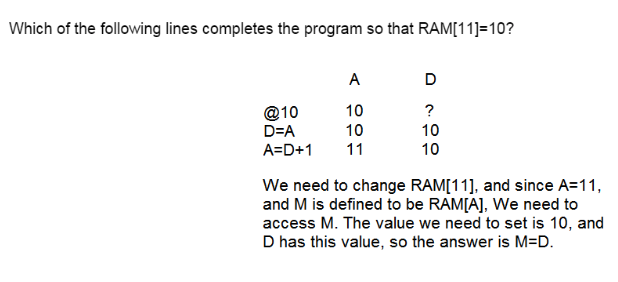 Which of the following lines completes the program so that RAM[11]=10?
A D
@10 10 ?
D=A 10 10
A=D+1 11 10
We need to change RAM[11], and since A=11,
and M is defined to be RAM[A], We need to
access M. The value we need to set is 10, and
D has this value, so the answer is M=D.